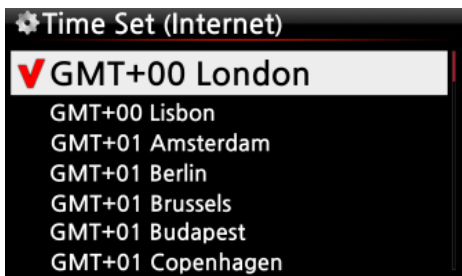 Time Set (Internet)
GMT+00 London
GMT+00 Lisbon
GMT+01 Amsterdam
GMT+01 Berlin
GMT+01 Brussels
GMT+01 Budapest
GMT+01 Copenhagen